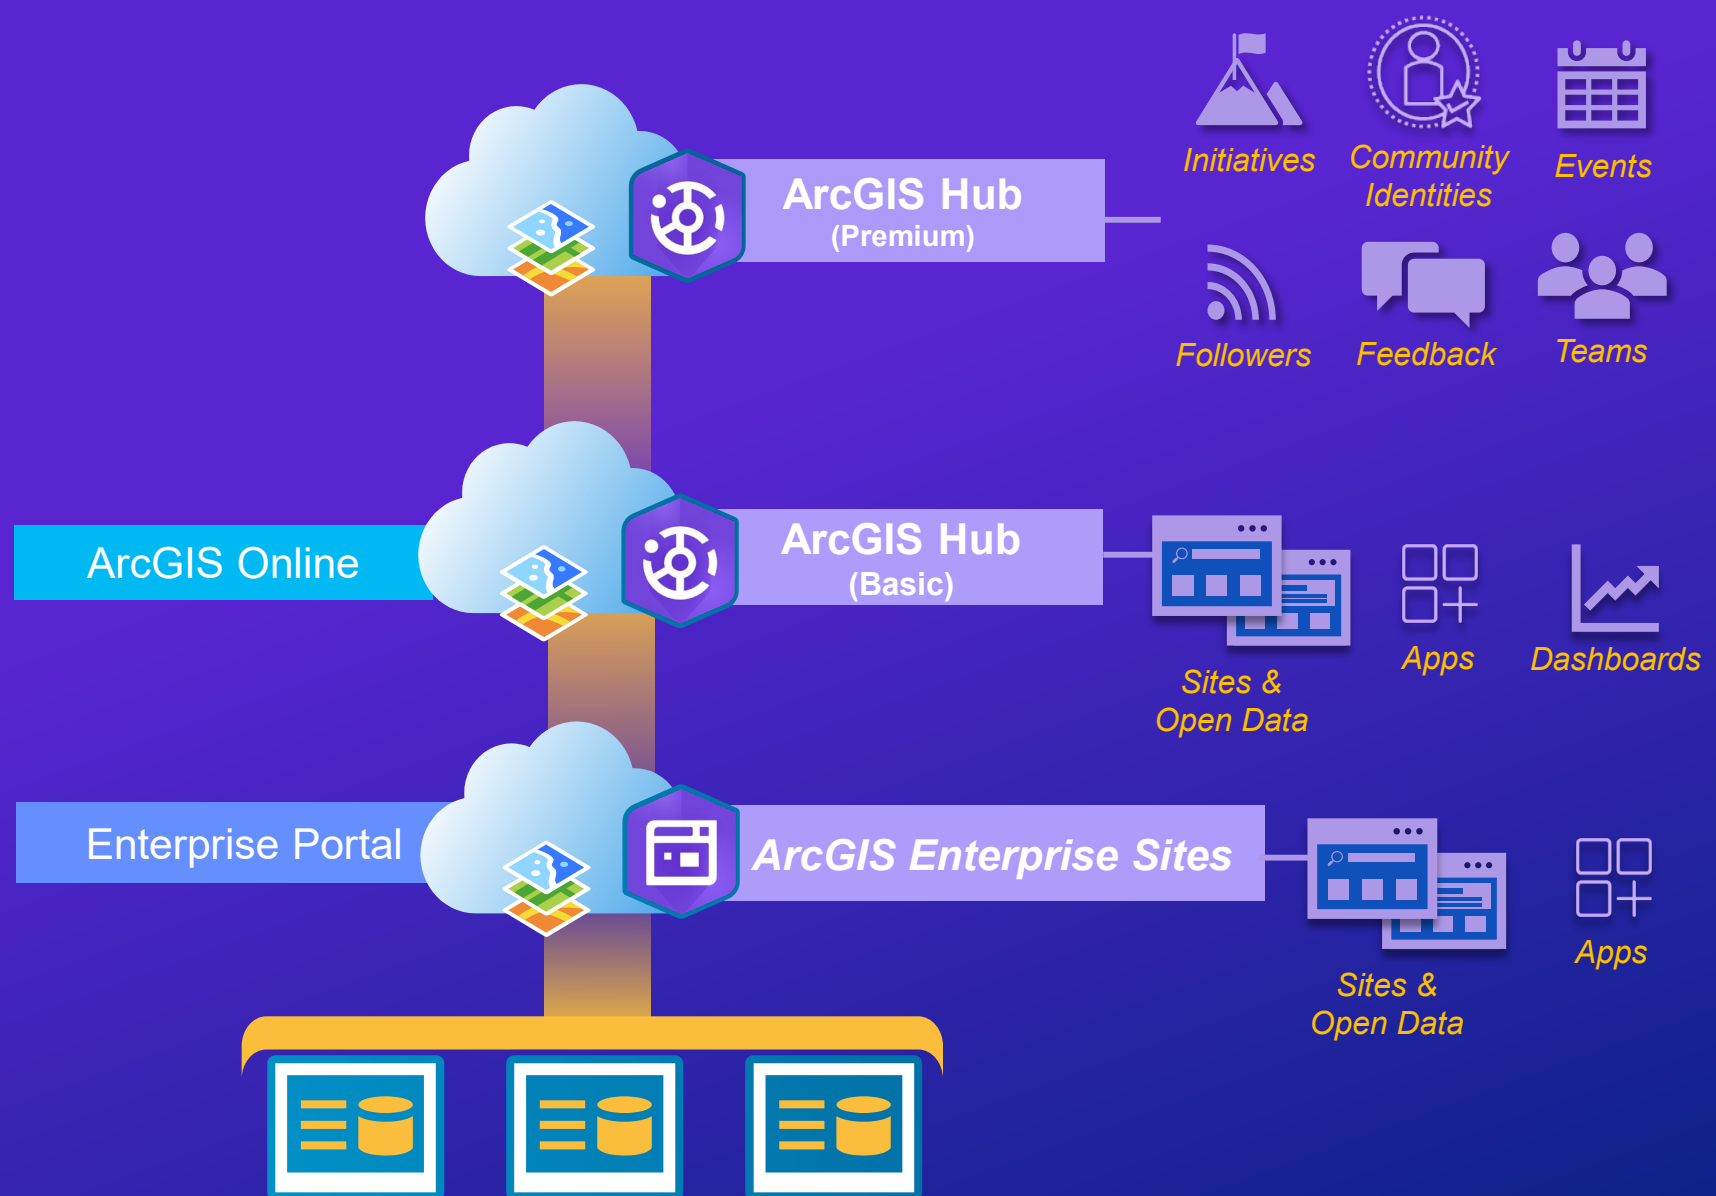 ArcGIS Hub
(Premium)
Initiatives
Community
Identities
Events
Followers
Feedback
Teams
ArcGIS Online
ArcGIS Hub
(Basic)
Sites &
Open Data
Apps
Dashboards
Enterprise Portal
ArcGIS Enterprise Sites
Sites &
Open Data
Apps